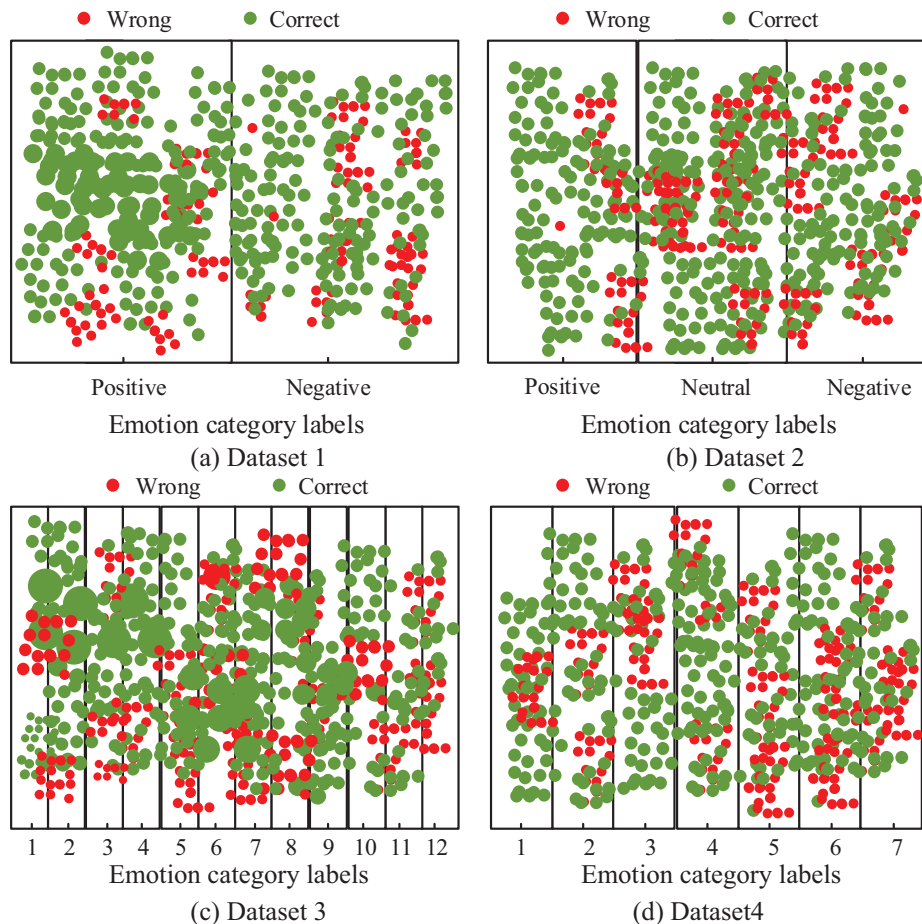 Wrong Correct Wrong Correct
Positive Negative Positive Neutral Negative
Emotion category labels Emotion category labels
(a) Dataset 1 (b) Dataset 2
Wrong Correct Wrong Correct
1 2 3 4 5 6 7 8 9 10 11 12 1 2 3 4 5 6 7
Emotion category labels Emotion category labels
(c) Dataset 3 (d) Dataset4